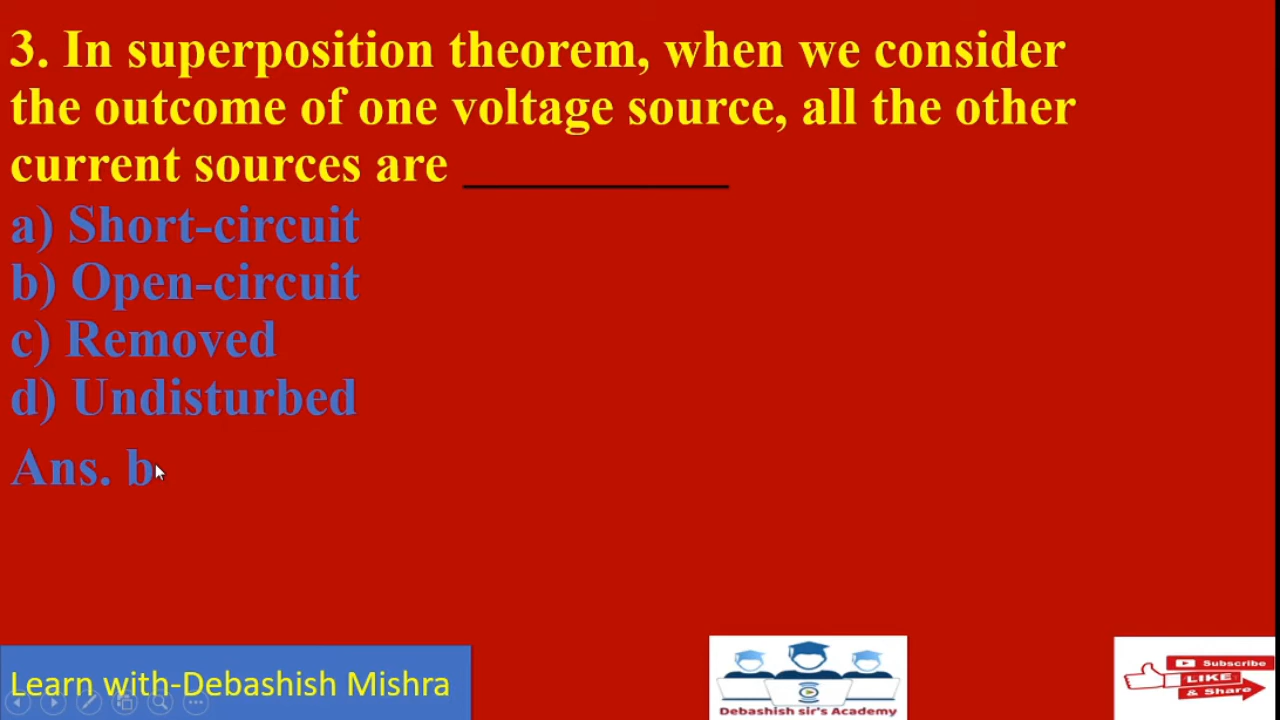 3. In superposition theorem, when we consider
the outcome of one voltage source, all the other
current sources are __________
a) Short-circuit
b) Open-circuit
c) Removed
d) Undisturbed
Ans. b
Learn with-Debashish Mishra
Debashish sir's Academy
Subscribe
LIKE
& Share